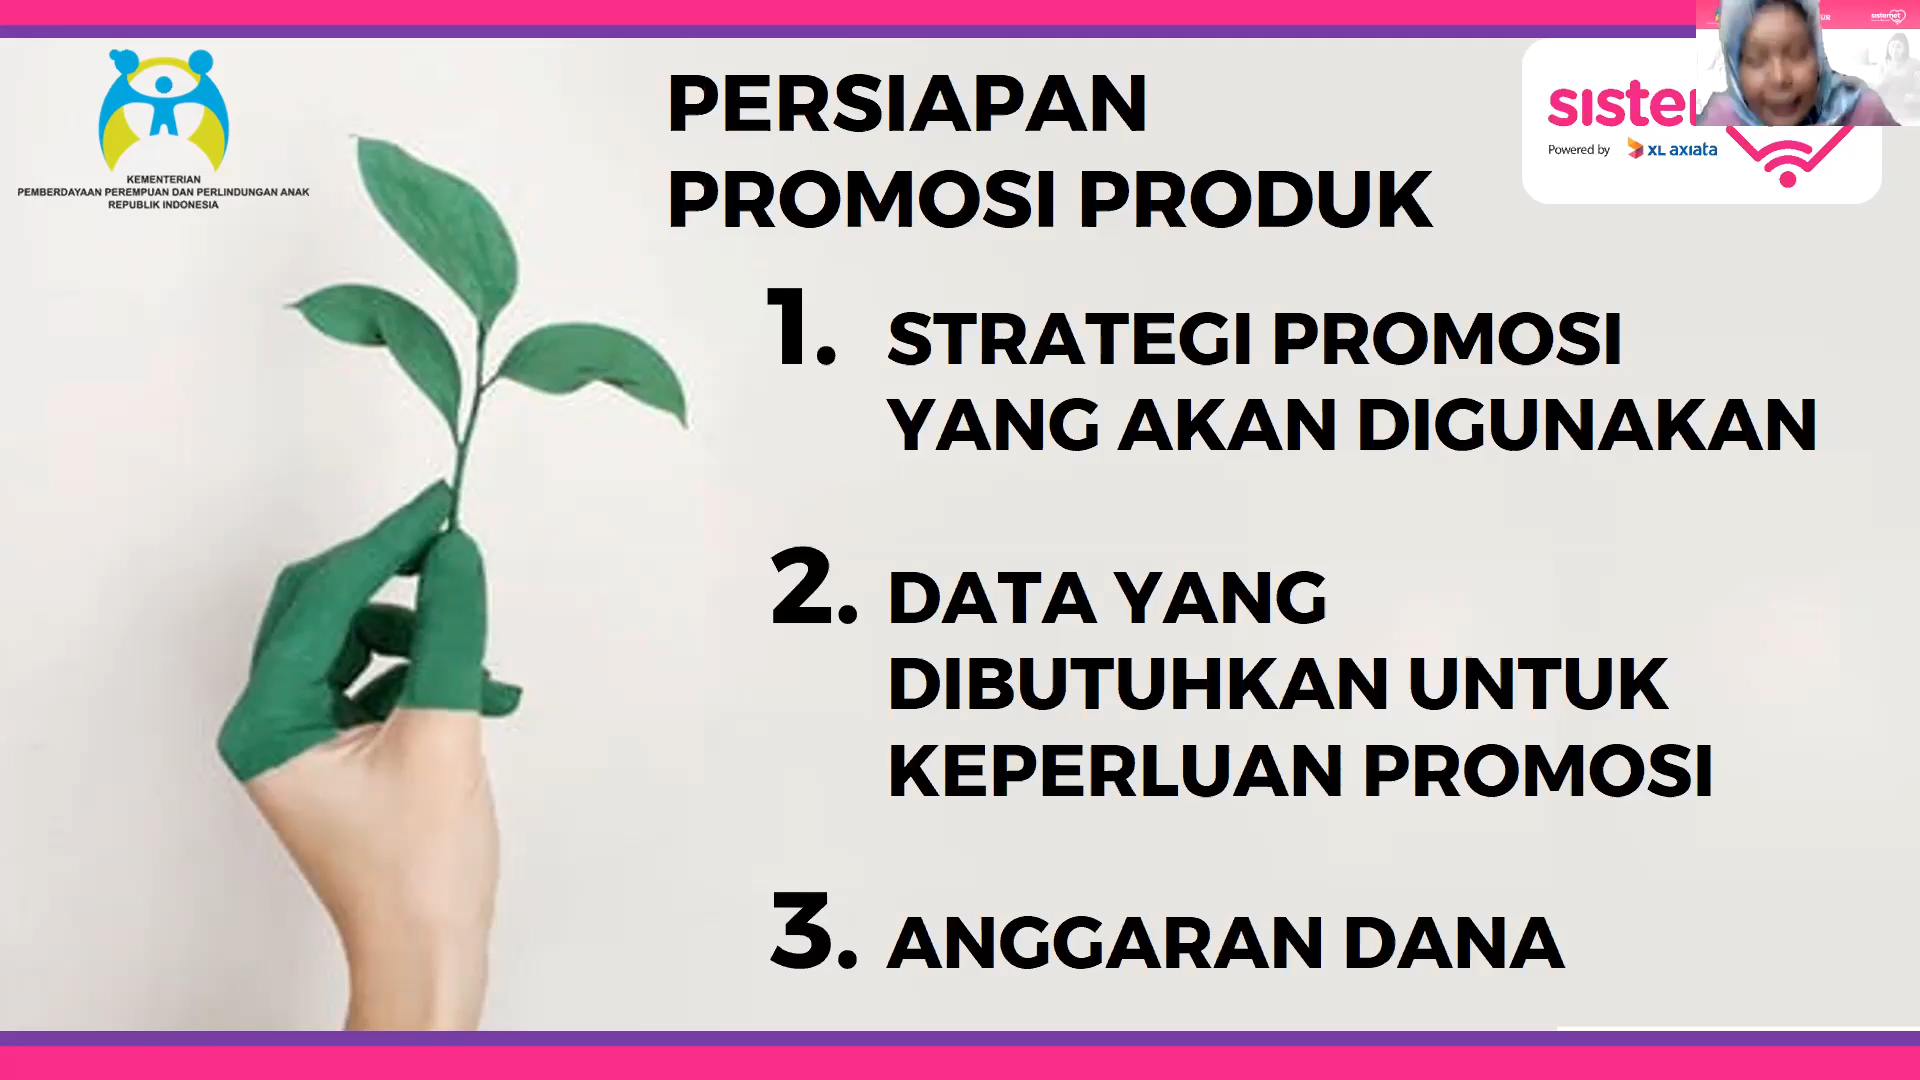 KEMENTERIAN
PEMBERDAYAAN PEREMPUAN DAN PERLINDUNGAN ANAK
REPUBLIK INDONESIA
PERSIAPAN
PROMOSI PRODUK
Powered by XL axiata
sisternet
1. STRATEGI PROMOSI
YANG AKAN DIGUNAKAN
2. DATA YANG
DIBUTUHKAN UNTUK
KEPERLUAN PROMOSI
3. ANGGARAN DANA